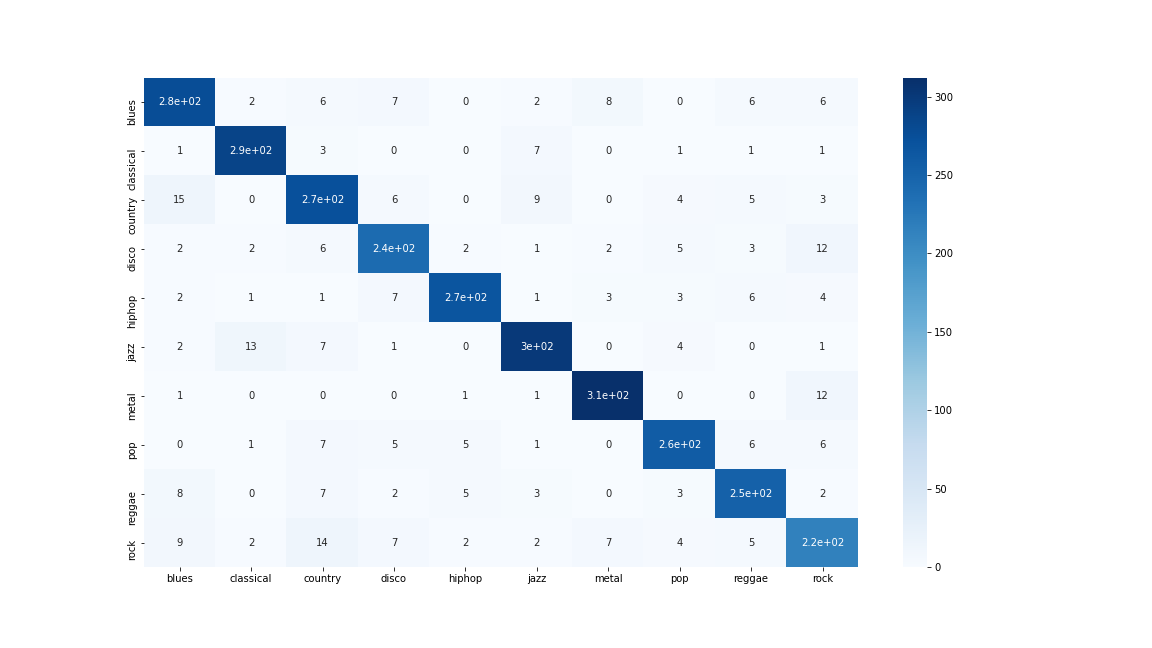 blues 2.8e+02 2 6 7 0 2 8 0 6 6
classical 1 2.9e+02 3 0 0 7 0 1 1 1
country 15 0 2.7e+02 6 0 9 0 4 5 3
disco 2 2 6 2.4e+02 2 1 2 5 3 12
hiphop 2 1 1 7 2.7e+02 1 3 3 6 4
jazz 2 13 7 1 0 3e+02 0 4 0 1
metal 1 0 0 0 1 1 3.1e+02 0 0 12
pop 0 1 7 5 5 1 0 2.6e+02 6 6
reggae 8 0 7 2 5 3 0 3 2.5e+02 2
rock 9 2 14 7 2 2 7 4 5 2.2e+02
blues classical country disco hiphop jazz metal pop reggae rock
300
250
200
150
100
50
0